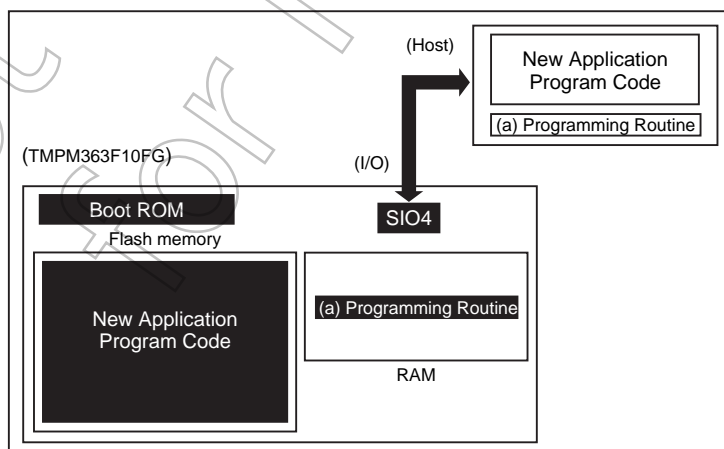 (Host)
New Application
Program Code
(a) Programming Routine
(I/O)
(TMPM363F10FG)
Boot ROM
SIO4
Flash memory
New Application
Program Code
(a) Programming Routine
RAM
for